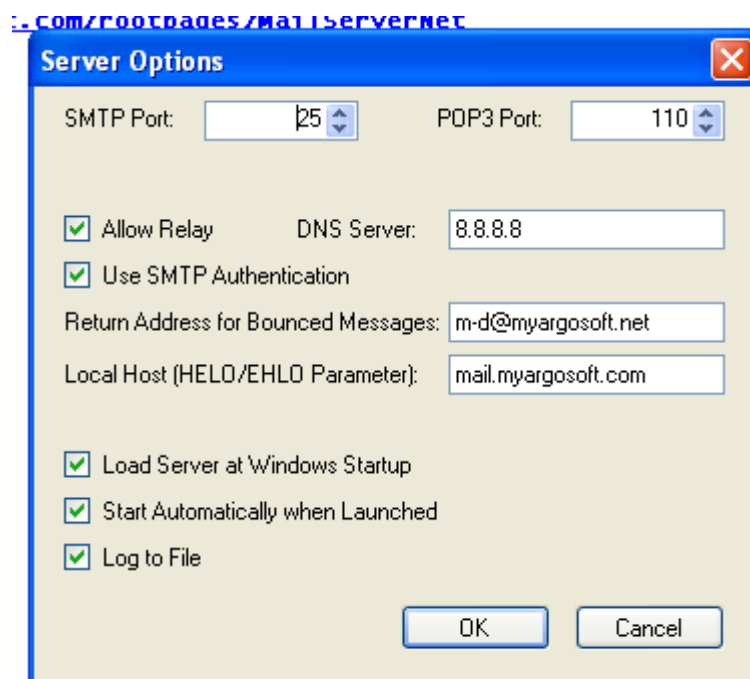 t.com/rootpages/MailServerNet
Server Options
SMTP Port: 25 POP3 Port: 110
Allow Relay DNS Server: 8.8.8.8
Use SMTP Authentication
Return Address for Bounced Messages: m-d@myargosoft.net
Local Host (HELO/EHLO Parameter): mail.myargosoft.com
Load Server at Windows Startup
Start Automatically when Launched
Log to File
OK Cancel